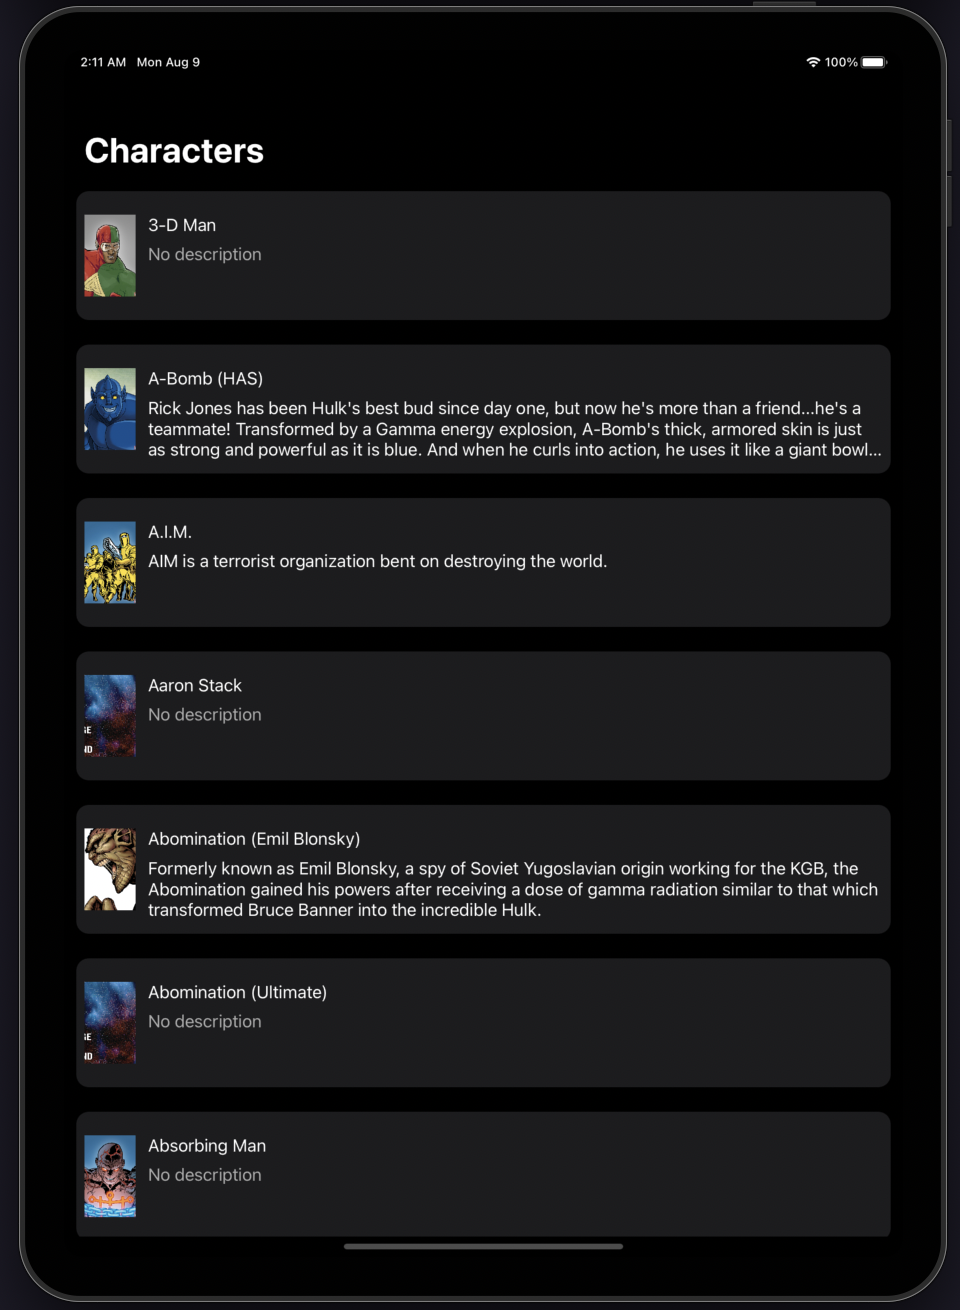 2:11 AM Mon Aug 9
100%
Characters
3-D Man
No description
A-Bomb (HAS)
Rick Jones has been Hulk's best bud since day one, but now he's more than a friend...he's a
teammate! Transformed by a Gamma energy explosion, A-Bomb's thick, armored skin is just
as strong and powerful as it is blue. And when he curls into action, he uses it like a giant bowl...
A.I.M.
AIM is a terrorist organization bent on destroying the world.
Aaron Stack
No description
GE
ND
Abomination (Emil Blonsky)
Formerly known as Emil Blonsky, a spy of Soviet Yugoslavian origin working for the KGB, the
Abomination gained his powers after receiving a dose of gamma radiation similar to that which
transformed Bruce Banner into the incredible Hulk.
Abomination (Ultimate)
No description
GE
ND
Absorbing Man
No description